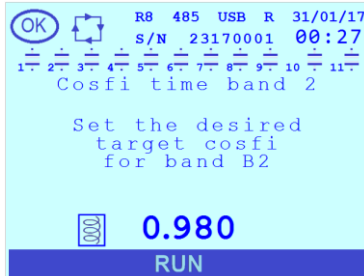 OK
R8 485 USB R 31/01/17
S/N 23170001 00:27
1 2 3 4 5 6 7 8 9 10 11
Cosfi time band 2
Set the desired
target cosfi
for band B2
0.980
RUN